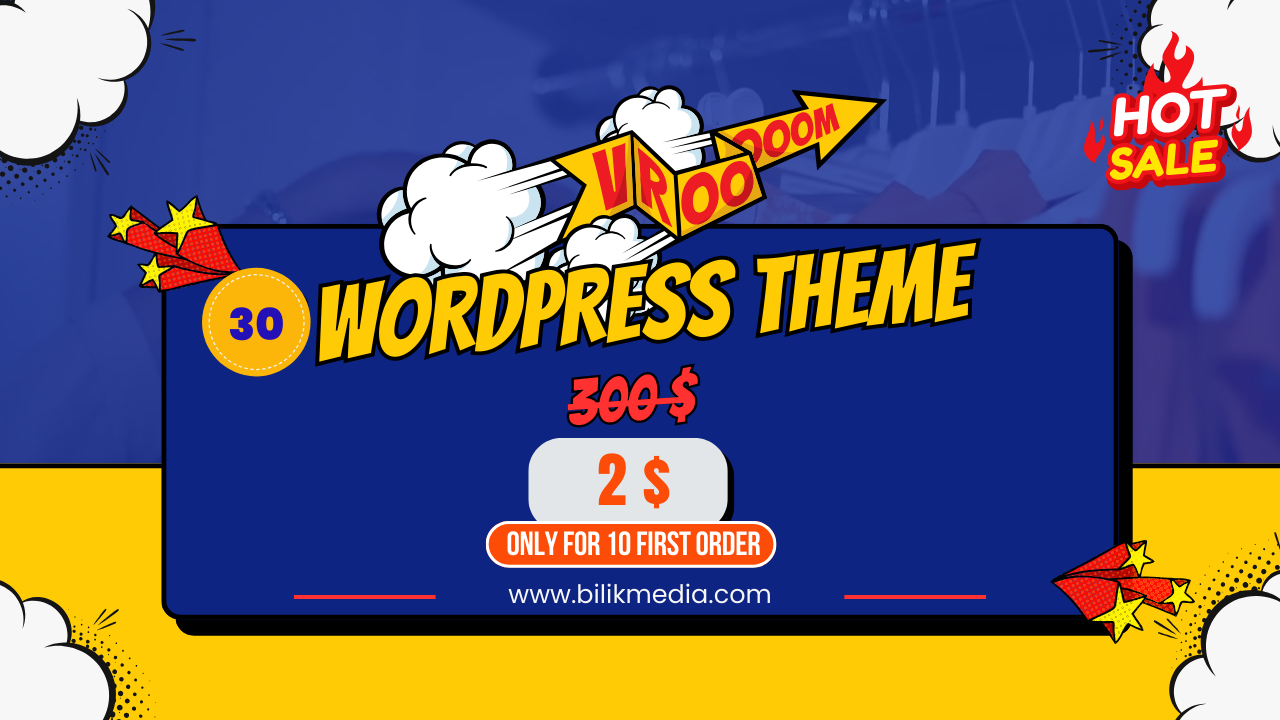 HOT
SALE
VROOOOOM
30
WORDPRESS THEME
300 $
2 $
ONLY FOR 10 FIRST ORDER
www.bilikmedia.com